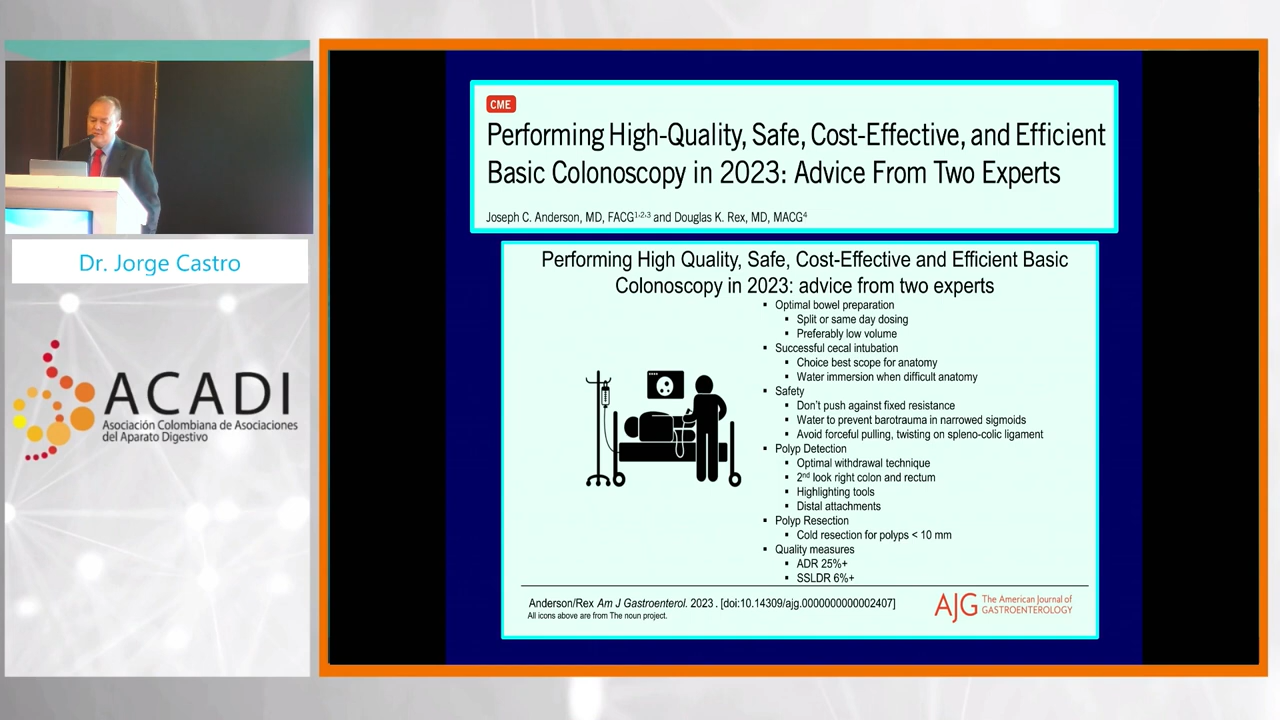 Dr. Jorge Castro
ACADI
Asociación Colombiana de Asociaciones
del Aparato Digestivo
CME
Performing High-Quality, Safe, Cost-Effective, and Efficient
Basic Colonoscopy in 2023: Advice From Two Experts
Joseph C. Anderson, MD, FACG1,2,3 and Douglas K. Rex, MD, MACG4
Performing High Quality, Safe, Cost-Effective and Efficient Basic
Colonoscopy in 2023: advice from two experts
▪ Optimal bowel preparation
▪ Split or same day dosing
▪ Preferably low volume
▪ Successful cecal intubation
▪ Choice best scope for anatomy
▪ Water immersion when difficult anatomy
▪ Safety
▪ Don't push against fixed resistance
▪ Water to prevent barotrauma in narrowed sigmoids
▪ Avoid forceful pulling, twisting on spleno-colic ligament
▪ Polyp Detection
▪ Optimal withdrawal technique
▪ 2nd look right colon and rectum
▪ Highlighting tools
▪ Distal attachments
▪ Polyp Resection
▪ Cold resection for polyps < 10 mm
▪ Quality measures
▪ ADR 25%+
▪ SSLDR 6%+
Anderson/Rex Am J Gastroenterol. 2023 . [doi:10.14309/ajg.0000000000002407]
All icons above are from The noun project.
AJG The American Journal of
GASTROENTEROLOGY